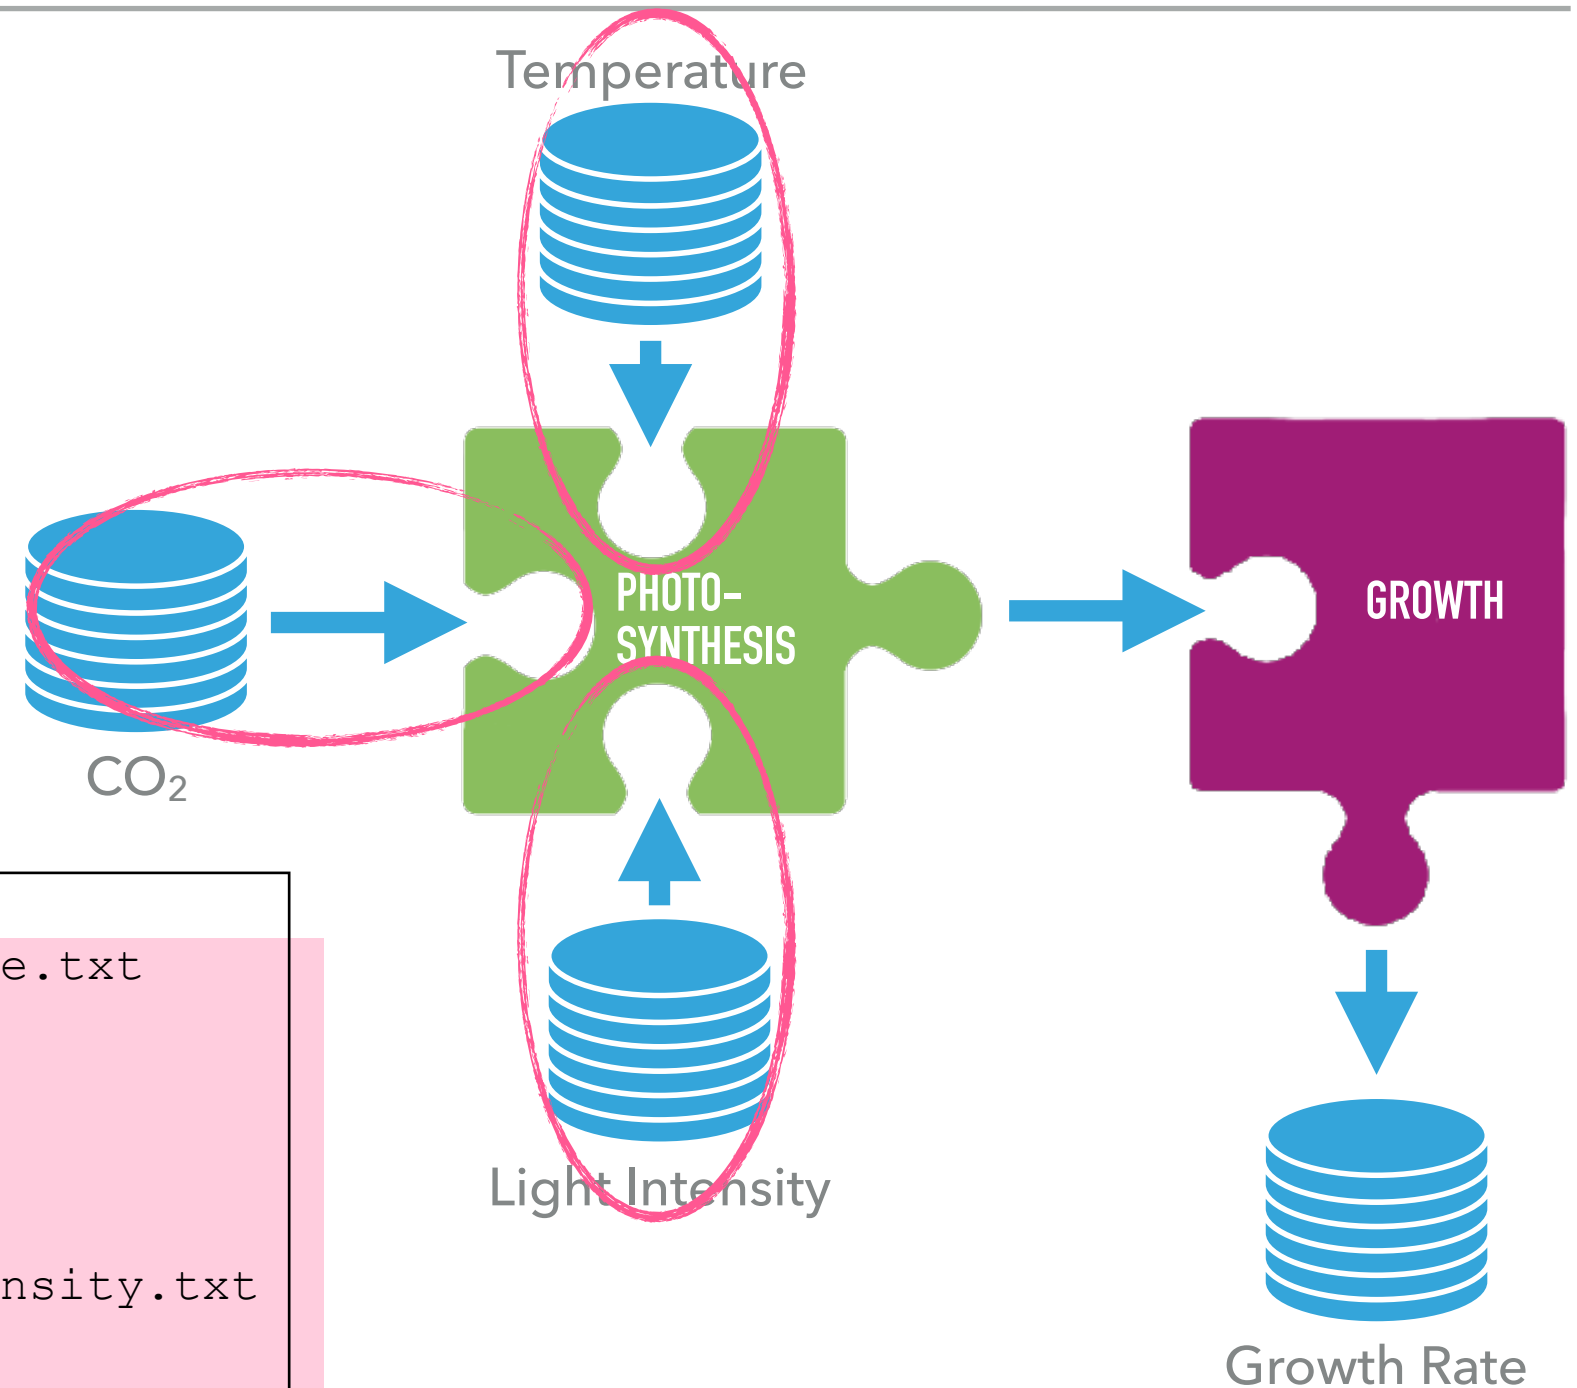 Temperature
PHOTO-
SYNTHESIS
GROWTH
CO₂
e.txt
nsity.txt
Light Intensity
Growth Rate